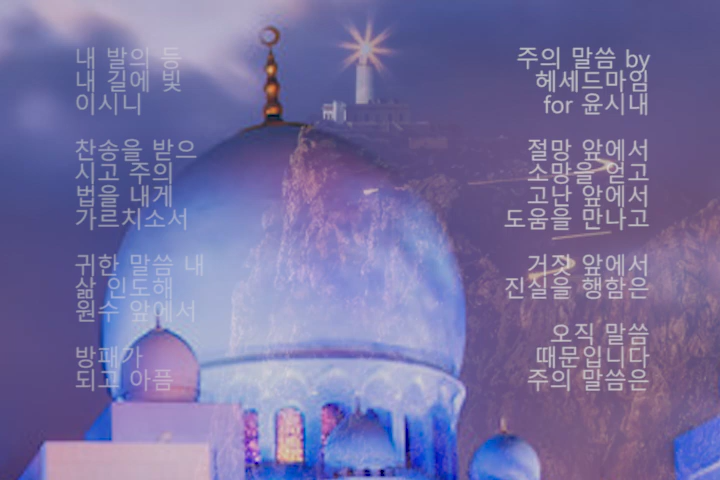 내 발의 등
내 길에 빛
이시니
찬송을 받으
시고 주의
법을 내게
가르치소서
귀한 말씀 내
삶 인도해
원수 앞에서
방패가
되고 아픔
주의 말씀 by
헤세드마임
for 윤시내
절망 앞에서
소망을 얻고
고난 앞에서
도움을 만나고
거짓 앞에서
진실을 행함은
오직 말씀
때문입니다
주의 말씀은